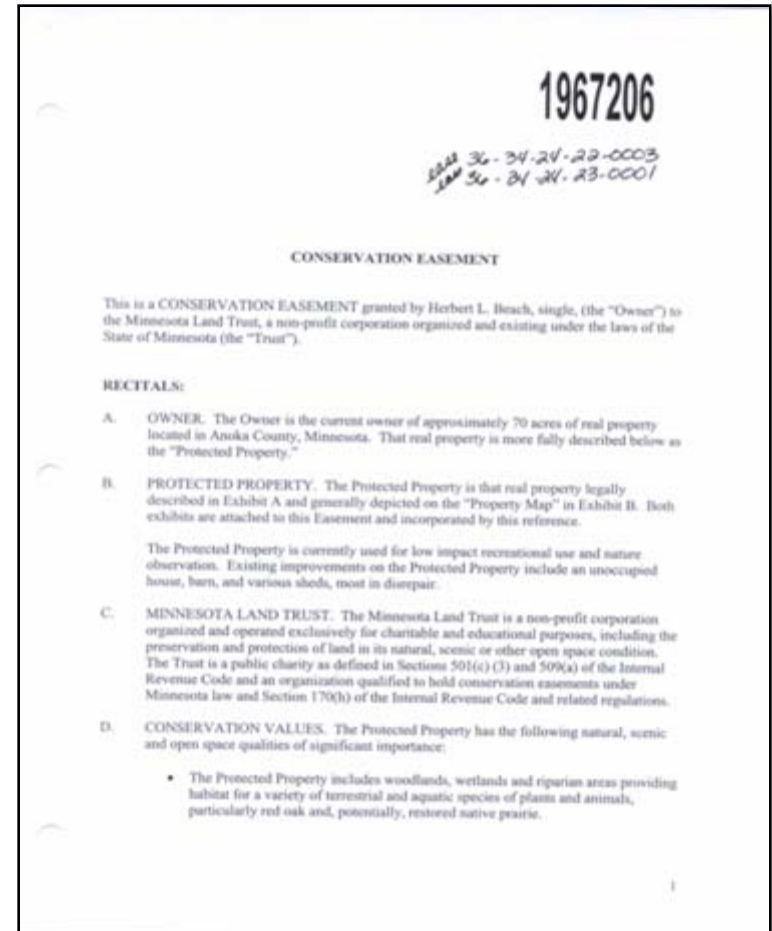 1967206
36-34-24-22-0003
36-34-24-23-0001
CONSERVATION EASEMENT
This is a CONSERVATION EASEMENT granted by Herbert L. Beach, single, (the “Owner”) to
the Minnesota Land Trust, a non-profit corporation organized and existing under the laws of the
State of Minnesota (the “Trust”).
RECITALS:
A. OWNER. The Owner is the current owner of approximately 70 acres of real property
located in Anoka County, Minnesota. That real property is more fully described below as
the “Protected Property.”
B. PROTECTED PROPERTY. The Protected Property is that real property legally
described in Exhibit A and generally depicted on the “Property Map” in Exhibit B. Both
exhibits are attached to this Easement and incorporated by this reference.
The Protected Property is currently used for low impact recreational use and nature
observation. Existing improvements on the Protected Property include an unoccupied
house, barn, and various sheds, most in disrepair.
C. MINNESOTA LAND TRUST. The Minnesota Land Trust is a non-profit corporation
organized and operated exclusively for charitable and educational purposes, including the
preservation and protection of land in its natural, scenic or other open space condition.
The Trust is a public charity as defined in Sections 501(c) (3) and 509(a) of the Internal
Revenue Code and an organization qualified to hold conservation easements under
Minnesota law and Section 170(h) of the Internal Revenue Code and related regulations.
D. CONSERVATION VALUES. The Protected Property has the following natural, scenic
and open space qualities of significant importance:
• The Protected Property includes woodlands, wetlands and riparian areas providing
habitat for a variety of terrestrial and aquatic species of plants and animals,
particularly red oak and, potentially, restored native prairie.
1